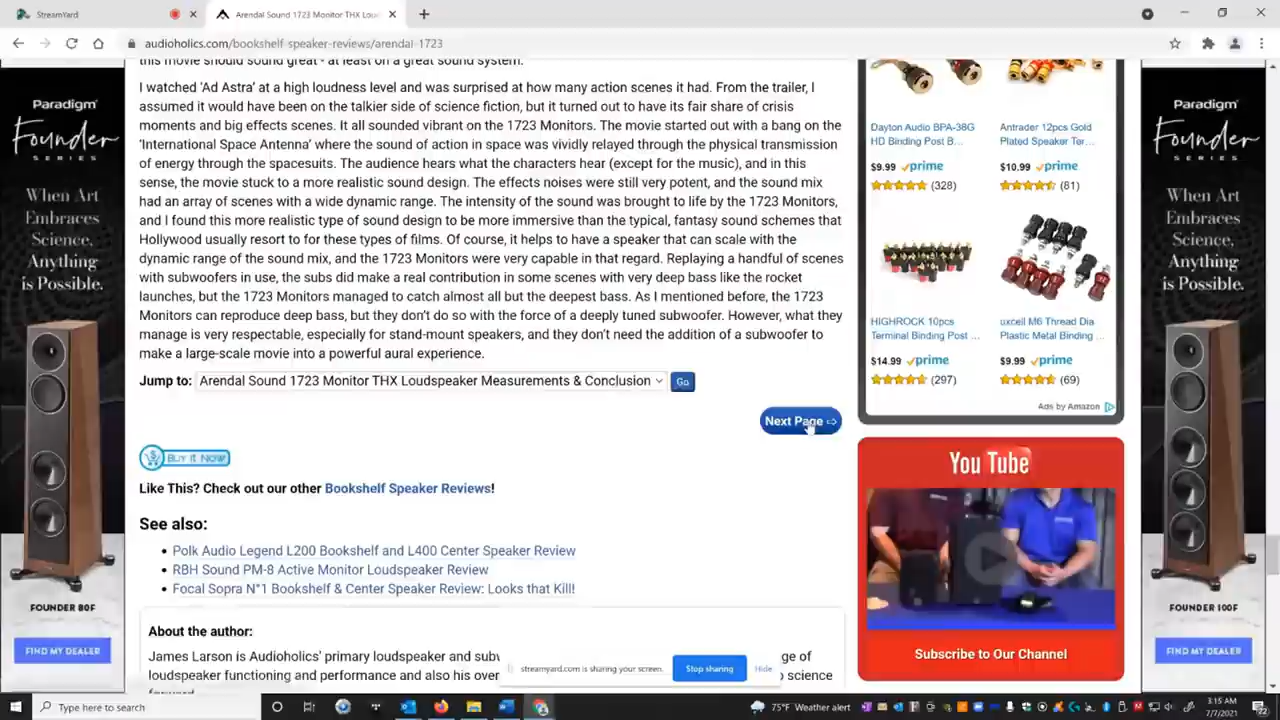 StreamYard
Arendal Sound 1723 Monitor THX Lou
audioholics.com/bookshelf-speaker-reviews/arendal-1723
this movie should sound great - at least on a great sound system.
I watched 'Ad Astra' at a high loudness level and was surprised at how many action scenes it had. From the trailer, I
assumed it would have been on the talkier side of science fiction, but it turned out to have its fair share of crisis
moments and big effects scenes. It all sounded vibrant on the 1723 Monitors. The movie started out with a bang on the
'International Space Antenna' where the sound of action in space was vividly relayed through the physical transmission
of energy through the spacesuits. The audience hears what the characters hear (except for the music), and in this
sense, the movie stuck to a more realistic sound design. The effects noises were still very potent, and the sound mix
had an array of scenes with a wide dynamic range. The intensity of the sound was brought to life by the 1723 Monitors,
and I found this more realistic type of sound design to be more immersive than the typical, fantasy sound schemes that
Hollywood usually resort to for these types of films. Of course, it helps to have a speaker that can scale with the
dynamic range of the sound mix, and the 1723 Monitors were very capable in that regard. Replaying a handful of scenes
with subwoofers in use, the subs did make a real contribution in some scenes with very deep bass like the rocket
launches, but the 1723 Monitors managed to catch almost all but the deepest bass. As I mentioned before, the 1723
Monitors can reproduce deep bass, but they don't do so with the force of a deeply tuned subwoofer. However, what they
manage is very respectable, especially for stand-mount speakers, and they don't need the addition of a subwoofer to
make a large-scale movie into a powerful aural experience.
Jump to: Arendal Sound 1723 Monitor THX Loudspeaker Measurements & Conclusion Go
Next Page ⇨
BUY IT NOW
Like This? Check out our other Bookshelf Speaker Reviews!
See also:
• Polk Audio Legend L200 Bookshelf and L400 Center Speaker Review
• RBH Sound PM-8 Active Monitor Loudspeaker Review
• Focal Sopra N°1 Bookshelf & Center Speaker Review: Looks that Kill!
About the author:
James Larson is Audioholics' primary loudspeaker and subw
ge of
loudspeaker functioning and performance and also his over
o science
forward
streamyard.com is sharing your screen.
Stop sharing
Hide
Paradigm
Founder
SERIES
When Art
Embraces
Science,
Anything
is Possible.
FOUNDER 80F
FIND MY DEALER
Dayton Audio BPA-38G
HD Binding Post B...
$9.99 prime
(328)
Antrader 12pcs Gold
Plated Speaker Ter...
$10.99 prime
(81)
HIGHROCK 10pcs
Terminal Binding Post ...
$14.99 prime
(297)
uxcell M6 Thread Dia
Plastic Metal Binding ...
$9.99 prime
(69)
Ads by Amazon
You Tube
Subscribe to Our Channel
Paradigm
Founder
SERIES
When Art
Embraces
Science,
Anything
is Possible.
FOUNDER 100F
FIND MY DEALER
Type here to search
75°F Weather alert
3:15 AM
7/7/2021
22